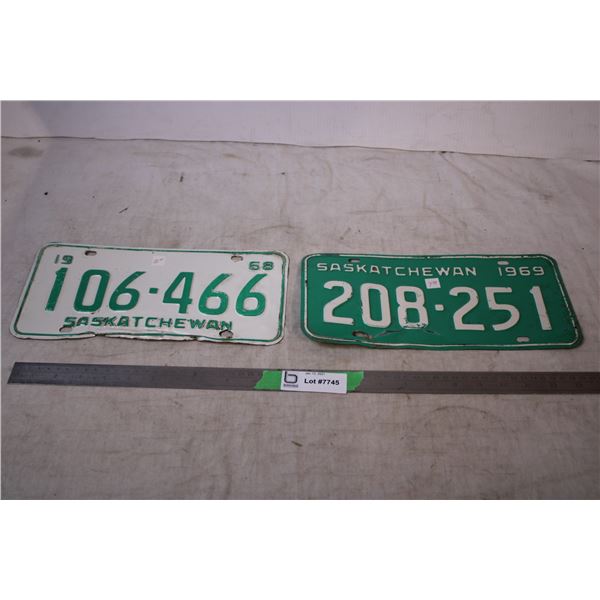 19 68
106-466
SASKATCHEWAN
SASKATCHEWAN 1969
208-251
Lot #7745